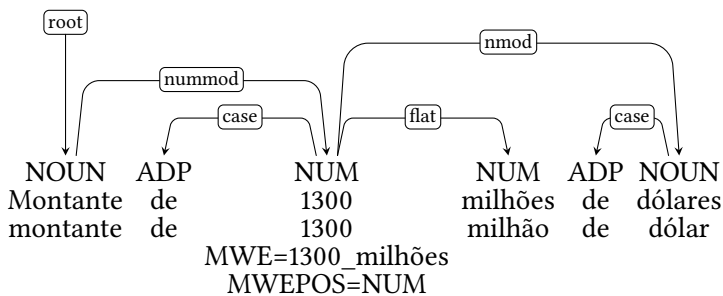 root
nmod
nummod
case flat case
NOUN ADP NUM NUM ADP NOUN
Montante de 1300 milhões de dólares
montante de 1300 milhão de dólar
MWE=1300_milhões
MWEPOS=NUM